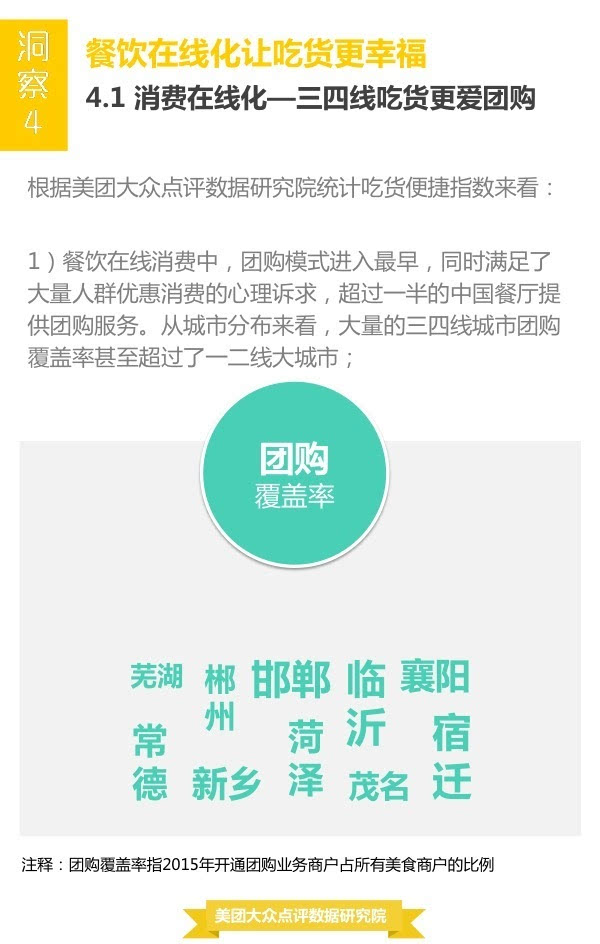 洞察4
餐饮在线化让吃货更幸福
4.1 消费在线化—三四线吃货更爱团购
根据美团大众点评数据研究院统计吃货便捷指数来看：
1）餐饮在线消费中，团购模式进入最早，同时满足了
大量人群优惠消费的心理诉求，超过一半的中国餐厅提
供团购服务。从城市分布来看，大量的三四线城市团购
覆盖率甚至超过了一二线大城市；
团购
覆盖率
芜湖
郴州
邯郸
临沂
襄阳
常德
新乡
菏泽
茂名
宿迁
注释：团购覆盖率指2015年开通团购业务商户占所有美食商户的比例
美团大众点评数据研究院